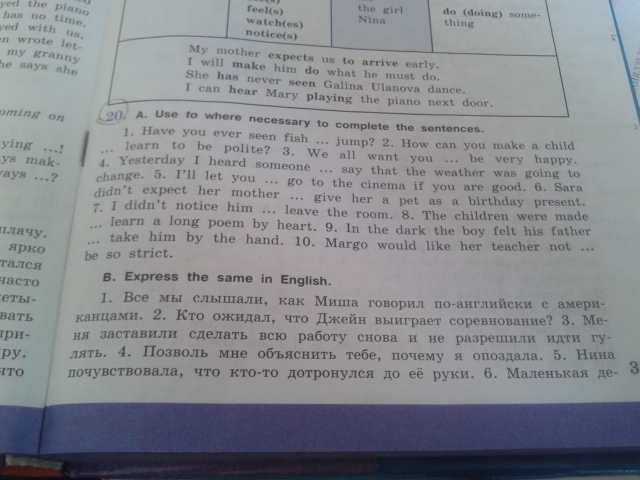 yed the piano
has no time.
yed with us.
en wrote let-
my granny
he says she
oming on
ying ...!
ys mak-
ways ...?
плачу.
ярко
тался
часто
еты-
вать
при-
ру.
что
feel(s)
watch(es)
notice(s)
the girl
Nina
do (doing) some-
thing
My mother expects us to arrive early.
I will make him do what he must do.
She has never seen Galina Ulanova dance.
I can hear Mary playing the piano next door.
20. A. Use to where necessary to complete the sentences.
1. Have you ever seen fish ... jump? 2. How can you make a child
... learn to be polite? 3. We all want you ... be very happy.
4. Yesterday I heard someone ... say that the weather was going to
change. 5. I'll let you ... go to the cinema if you are good. 6. Sara
didn't expect her mother ... give her a pet as a birthday present.
7. I didn't notice him ... leave the room. 8. The children were made
... learn a long poem by heart. 9. In the dark the boy felt his father
... take him by the hand. 10. Margo would like her teacher not ...
be so strict.
B. Express the same in English.
1. Все мы слышали, как Миша говорил по-английски с амери-
канцами. 2. Кто ожидал, что Джейн выиграет соревнование? 3. Ме-
ня заставили сделать всю работу снова и не разрешили идти гу-
лять. 4. Позволь мне объяснить тебе, почему я опоздала. 5. Нина
почувствовала, что кто-то дотронулся до её руки. 6. Маленькая де-
3